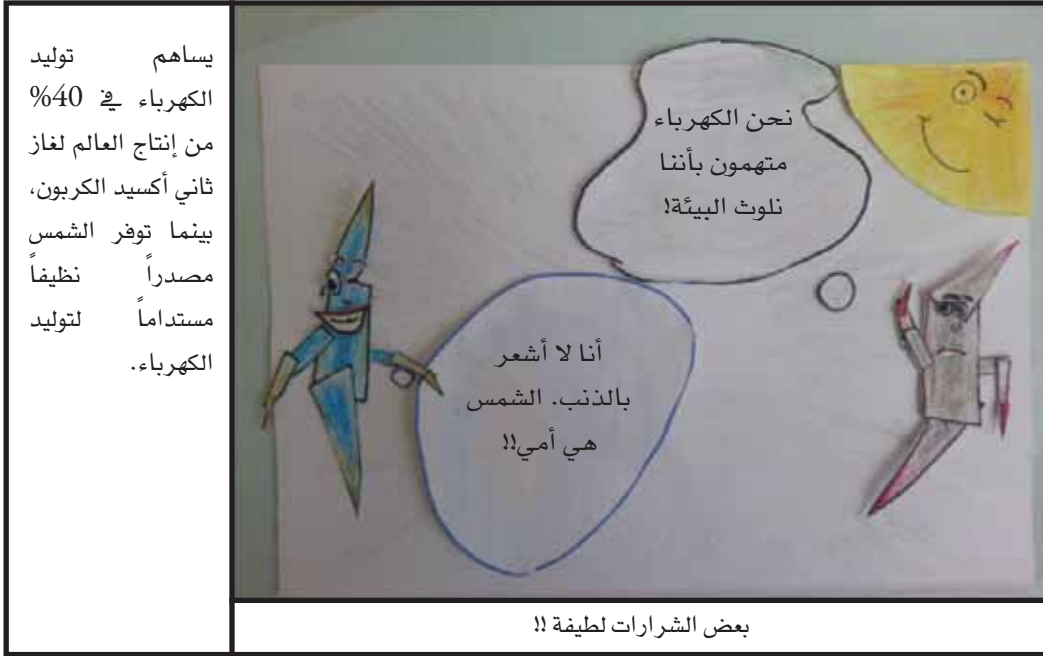 يساهم توليد
الكهرباء في 40%
من إنتاج العالم لغاز
ثاني أكسيد الكربون،
بينما توفر الشمس
مصدراً نظيفاً
مستداماً لتوليد
الكهرباء.
نحن الكهرباء
متهمون بأننا
نلوث البيئة!
أنا لا أشعر
بالذنب. الشمس
هي أمي!!
بعض الشرارات لطيفة !!